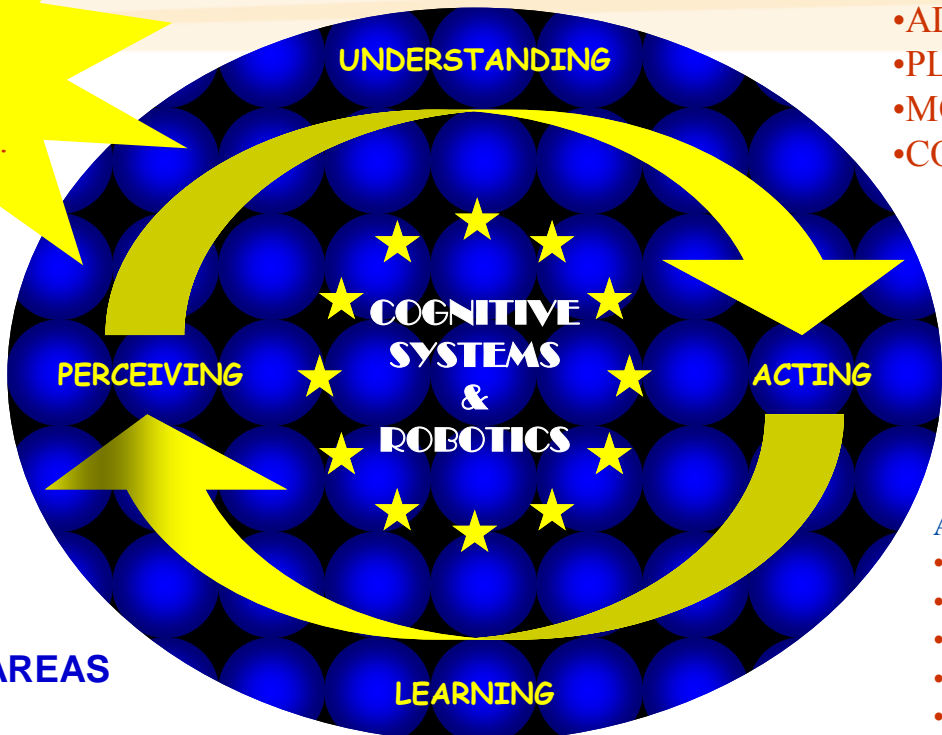 UNDERSTANDING
COGNITIVE
SYSTEMS
&
ROBOTICS
PERCEIVING
ACTING
LEARNING
AREAS